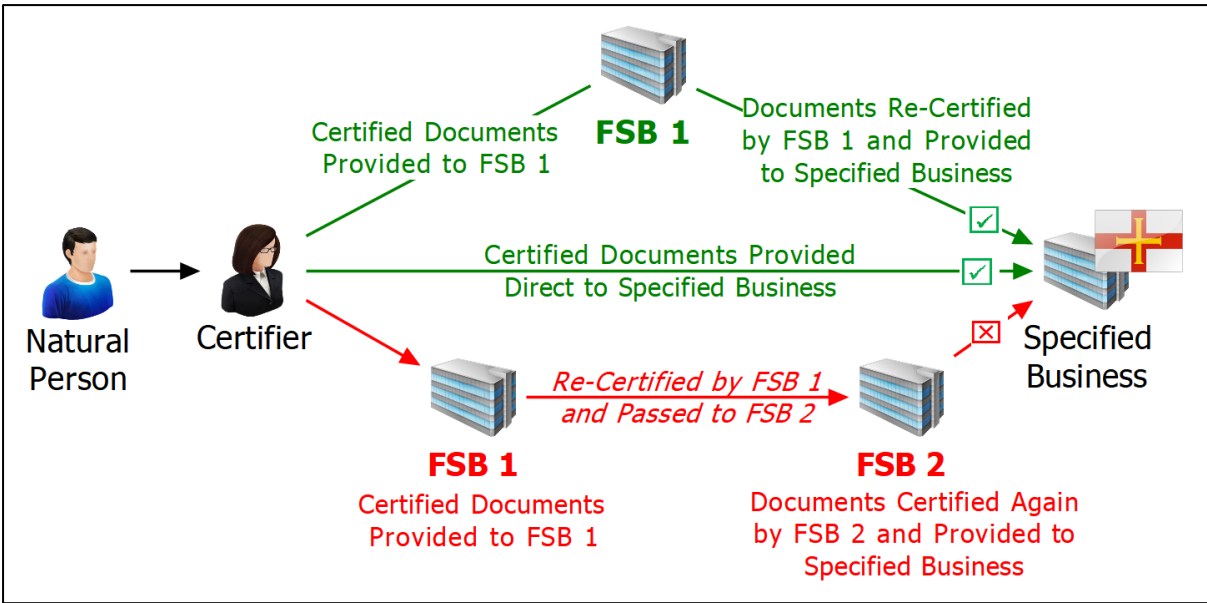 Certified Documents
Provided to FSB 1
FSB 1
Documents Re-Certified
by FSB 1 and Provided
to Specified Business
Natural
Person
Certifier
Certified Documents Provided
Direct to Specified Business
Specified
Business
Re-Certified by FSB 1
and Passed to FSB 2
FSB 1
Certified Documents
Provided to FSB 1
FSB 2
Documents Certified Again
by FSB 2 and Provided to
Specified Business